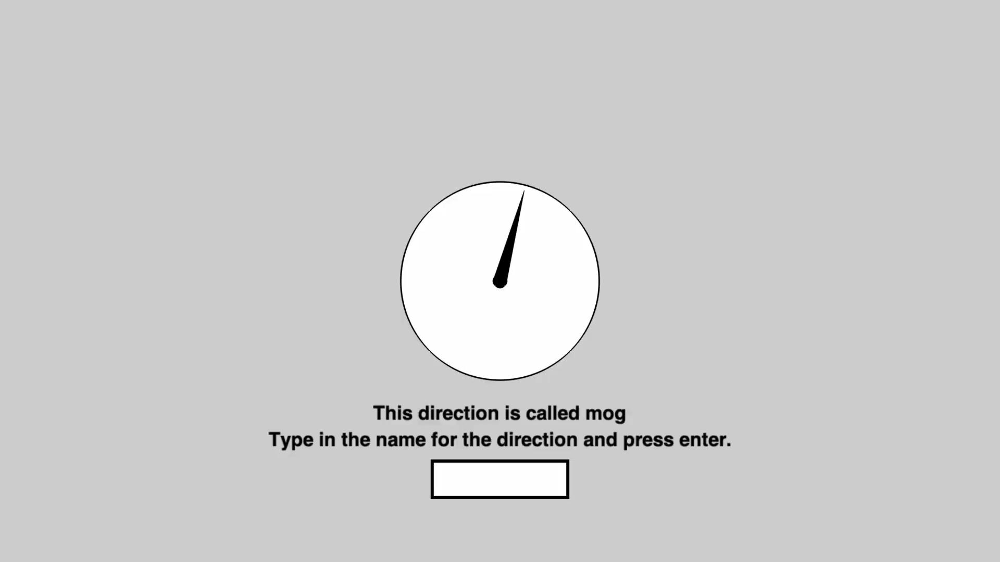 This direction is called mog
Type in the name for the direction and press enter.